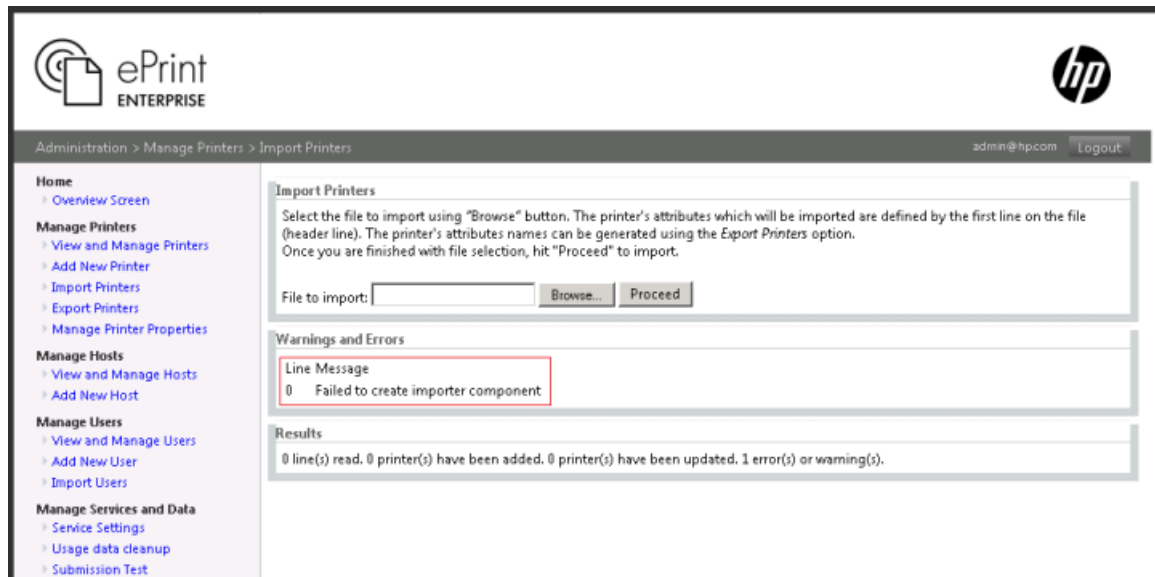 ePrint
ENTERPRISE
hp
Administration > Manage Printers > Import Printers
admin@hp.com Logout
Home
Overview Screen
Manage Printers
View and Manage Printers
Add New Printer
Import Printers
Export Printers
Manage Printer Properties
Manage Hosts
View and Manage Hosts
Add New Host
Manage Users
View and Manage Users
Add New User
Import Users
Manage Services and Data
Service Settings
Usage data cleanup
Submission Test
Import Printers
Select the file to import using "Browse" button. The printer's attributes which will be imported are defined by the first line on the file
(header line). The printer's attributes names can be generated using the Export Printers option.
Once you are finished with file selection, hit "Proceed" to import.
File to import: Browse... Proceed
Warnings and Errors
Line Message
0 Failed to create importer component
Results
0 line(s) read. 0 printer(s) have been added. 0 printer(s) have been updated. 1 error(s) or warning(s).